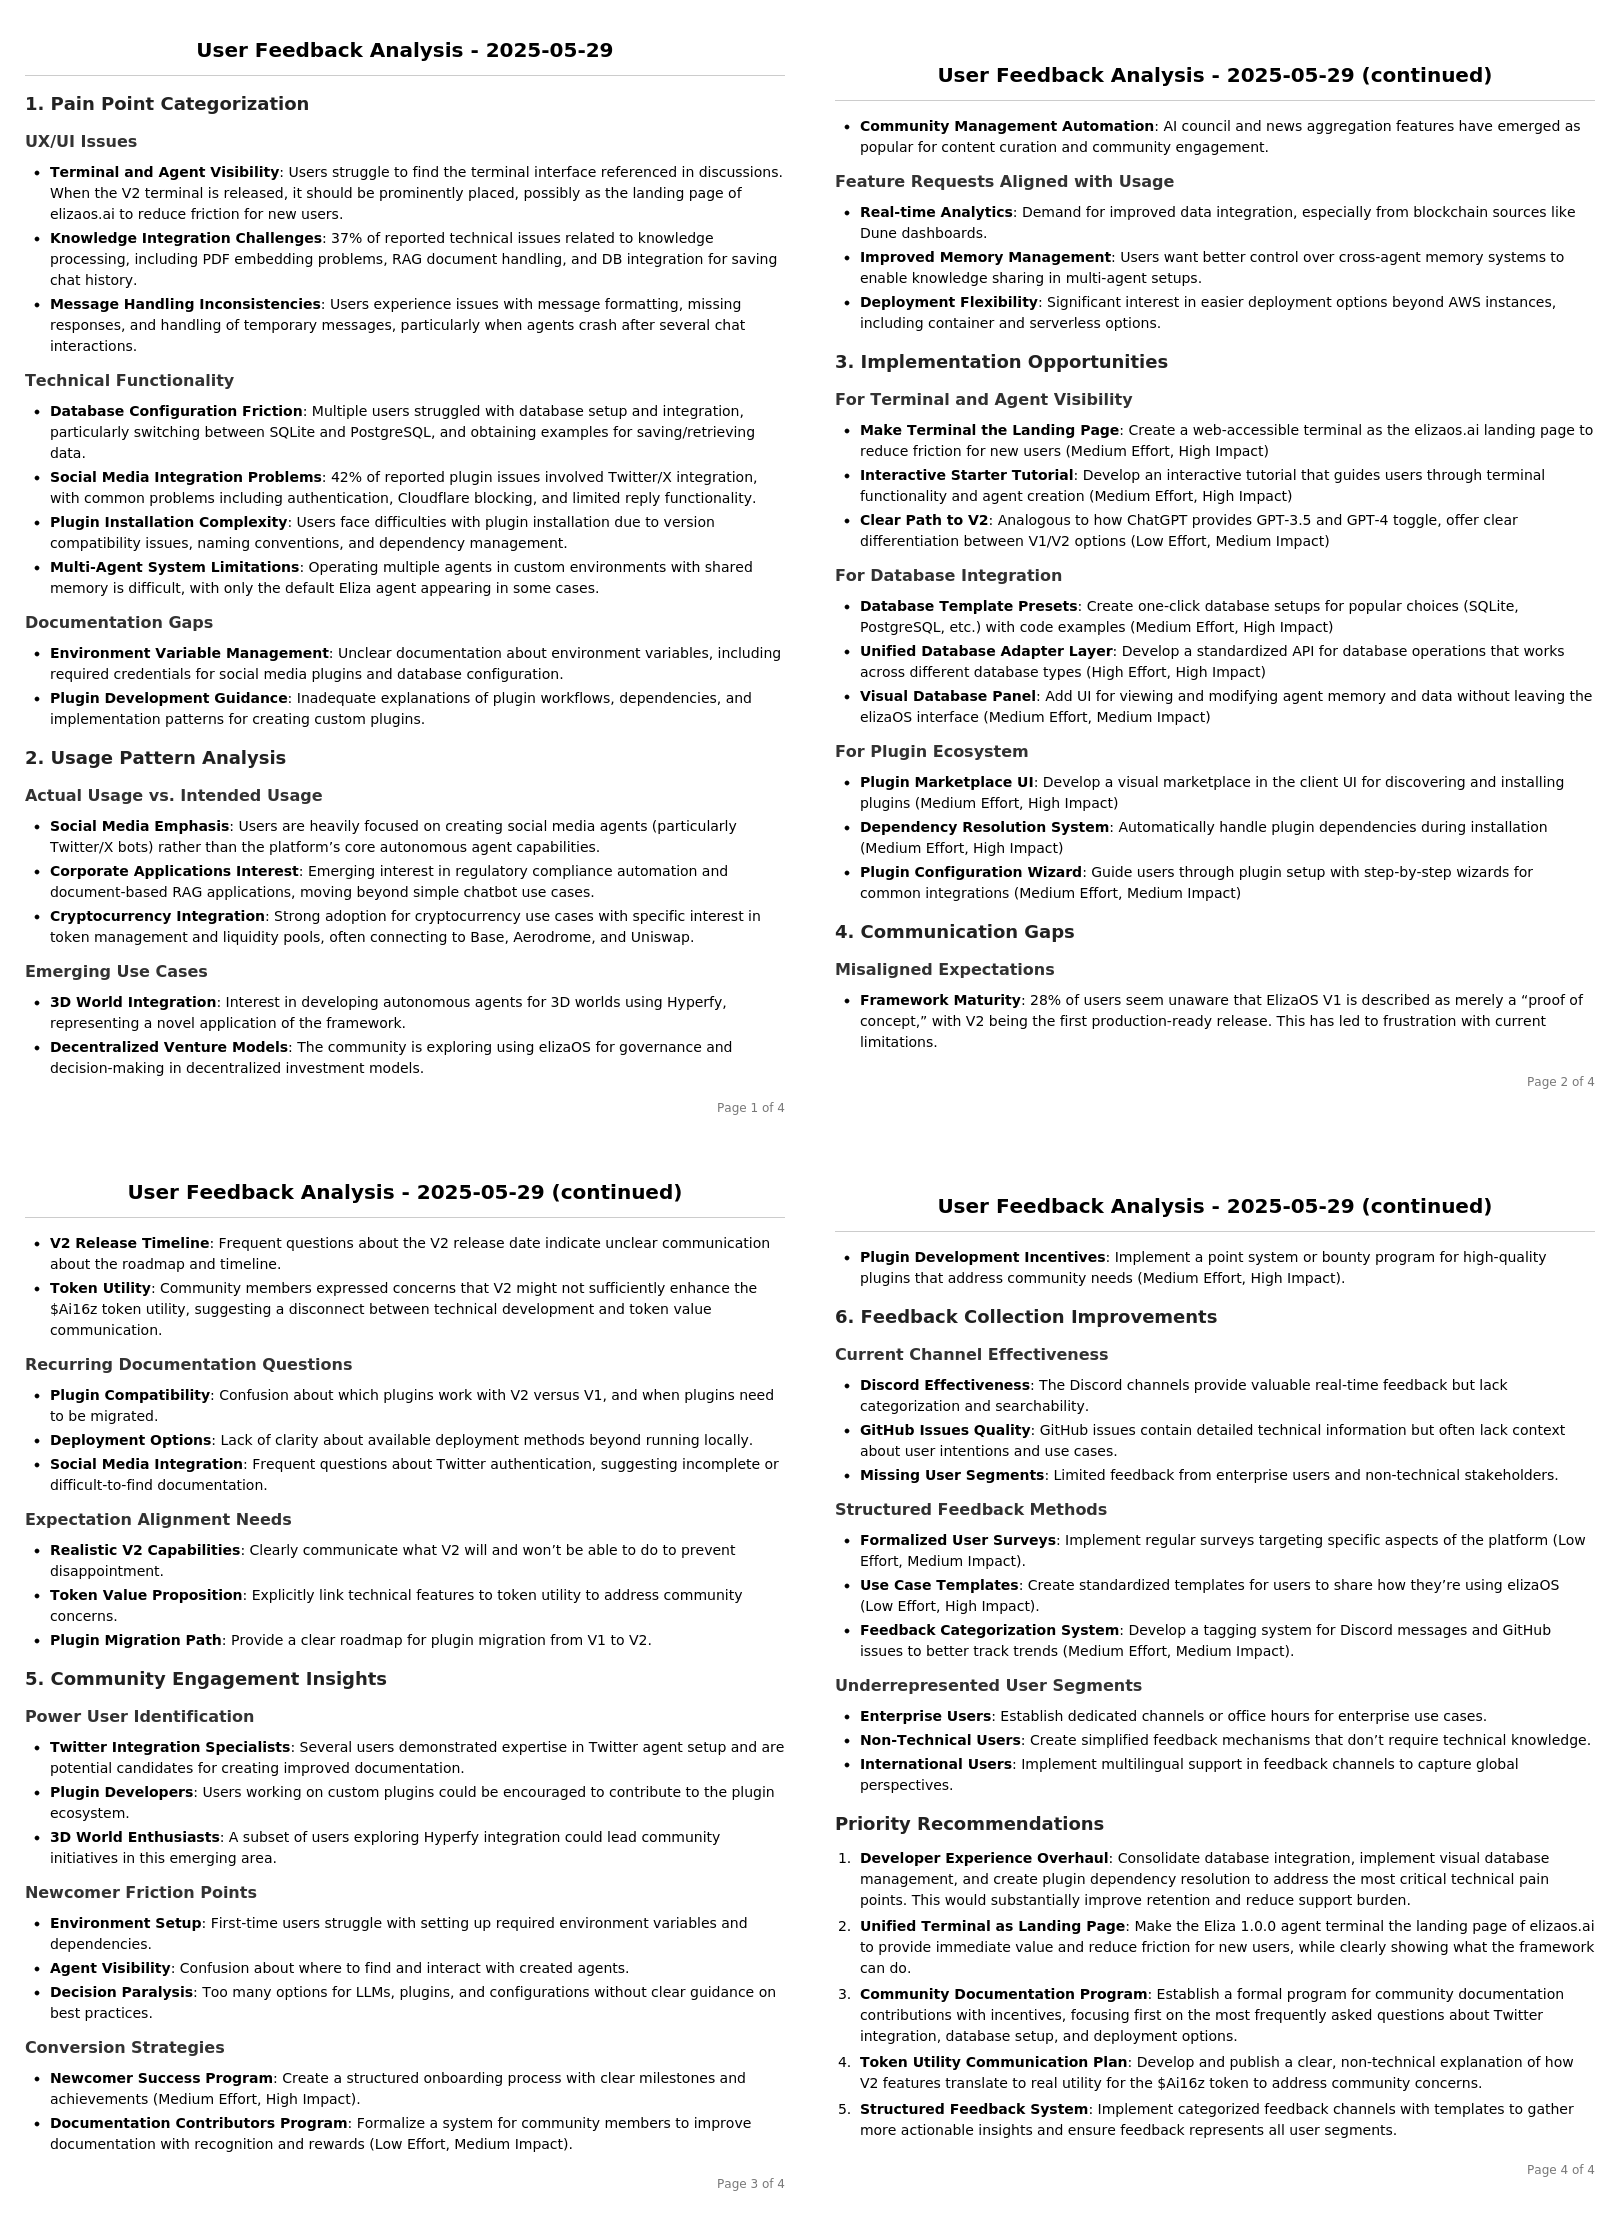 User Feedback Analysis - 2025-05-29
1. Pain Point Categorization
UX/UI Issues
• Terminal and Agent Visibility: Users struggle to find the terminal interface referenced in discussions.
When the V2 terminal is released, it should be prominently placed, possibly as the landing page of
elizaos.ai to reduce friction for new users.
• Knowledge Integration Challenges: 37% of reported technical issues related to knowledge
processing, including PDF embedding problems, RAG document handling, and DB integration for saving
chat history.
• Message Handling Inconsistencies: Users experience issues with message formatting, missing
responses, and handling of temporary messages, particularly when agents crash after several chat
interactions.
Technical Functionality
• Database Configuration Friction: Multiple users struggled with database setup and integration,
particularly switching between SQLite and PostgreSQL, and obtaining examples for saving/retrieving
data.
• Social Media Integration Problems: 42% of reported plugin issues involved Twitter/X integration,
with common problems including authentication, Cloudflare blocking, and limited reply functionality.
• Plugin Installation Complexity: Users face difficulties with plugin installation due to version
compatibility issues, naming conventions, and dependency management.
• Multi-Agent System Limitations: Operating multiple agents in custom environments with shared
memory is difficult, with only the default Eliza agent appearing in some cases.
Documentation Gaps
• Environment Variable Management: Unclear documentation about environment variables, including
required credentials for social media plugins and database configuration.
• Plugin Development Guidance: Inadequate explanations of plugin workflows, dependencies, and
implementation patterns for creating custom plugins.
2. Usage Pattern Analysis
Actual Usage vs. Intended Usage
• Social Media Emphasis: Users are heavily focused on creating social media agents (particularly
Twitter/X bots) rather than the platform’s core autonomous agent capabilities.
• Corporate Applications Interest: Emerging interest in regulatory compliance automation and
document-based RAG applications, moving beyond simple chatbot use cases.
• Cryptocurrency Integration: Strong adoption for cryptocurrency use cases with specific interest in
token management and liquidity pools, often connecting to Base, Aerodrome, and Uniswap.
Emerging Use Cases
• 3D World Integration: Interest in developing autonomous agents for 3D worlds using Hyperfy,
representing a novel application of the framework.
• Decentralized Venture Models: The community is exploring using elizaOS for governance and
decision-making in decentralized investment models.
Page 1 of 4
User Feedback Analysis - 2025-05-29 (continued)
• Community Management Automation: AI council and news aggregation features have emerged as
popular for content curation and community engagement.
Feature Requests Aligned with Usage
• Real-time Analytics: Demand for improved data integration, especially from blockchain sources like
Dune dashboards.
• Improved Memory Management: Users want better control over cross-agent memory systems to
enable knowledge sharing in multi-agent setups.
• Deployment Flexibility: Significant interest in easier deployment options beyond AWS instances,
including container and serverless options.
3. Implementation Opportunities
For Terminal and Agent Visibility
• Make Terminal the Landing Page: Create a web-accessible terminal as the elizaos.ai landing page to
reduce friction for new users (Medium Effort, High Impact)
• Interactive Starter Tutorial: Develop an interactive tutorial that guides users through terminal
functionality and agent creation (Medium Effort, High Impact)
• Clear Path to V2: Analogous to how ChatGPT provides GPT-3.5 and GPT-4 toggle, offer clear
differentiation between V1/V2 options (Low Effort, Medium Impact)
For Database Integration
• Database Template Presets: Create one-click database setups for popular choices (SQLite,
PostgreSQL, etc.) with code examples (Medium Effort, High Impact)
• Unified Database Adapter Layer: Develop a standardized API for database operations that works
across different database types (High Effort, High Impact)
• Visual Database Panel: Add UI for viewing and modifying agent memory and data without leaving the
elizaOS interface (Medium Effort, Medium Impact)
For Plugin Ecosystem
• Plugin Marketplace UI: Develop a visual marketplace in the client UI for discovering and installing
plugins (Medium Effort, High Impact)
• Dependency Resolution System: Automatically handle plugin dependencies during installation
(Medium Effort, High Impact)
• Plugin Configuration Wizard: Guide users through plugin setup with step-by-step wizards for
common integrations (Medium Effort, Medium Impact)
4. Communication Gaps
Misaligned Expectations
• Framework Maturity: 28% of users seem unaware that ElizaOS V1 is described as merely a “proof of
concept,” with V2 being the first production-ready release. This has led to frustration with current
limitations.
Page 2 of 4
User Feedback Analysis - 2025-05-29 (continued)
• V2 Release Timeline: Frequent questions about the V2 release date indicate unclear communication
about the roadmap and timeline.
• Token Utility: Community members expressed concerns that V2 might not sufficiently enhance the
$Ai16z token utility, suggesting a disconnect between technical development and token value
communication.
Recurring Documentation Questions
• Plugin Compatibility: Confusion about which plugins work with V2 versus V1, and when plugins need
to be migrated.
• Deployment Options: Lack of clarity about available deployment methods beyond running locally.
• Social Media Integration: Frequent questions about Twitter authentication, suggesting incomplete or
difficult-to-find documentation.
Expectation Alignment Needs
• Realistic V2 Capabilities: Clearly communicate what V2 will and won’t be able to do to prevent
disappointment.
• Token Value Proposition: Explicitly link technical features to token utility to address community
concerns.
• Plugin Migration Path: Provide a clear roadmap for plugin migration from V1 to V2.
5. Community Engagement Insights
Power User Identification
• Twitter Integration Specialists: Several users demonstrated expertise in Twitter agent setup and are
potential candidates for creating improved documentation.
• Plugin Developers: Users working on custom plugins could be encouraged to contribute to the plugin
ecosystem.
• 3D World Enthusiasts: A subset of users exploring Hyperfy integration could lead community
initiatives in this emerging area.
Newcomer Friction Points
• Environment Setup: First-time users struggle with setting up required environment variables and
dependencies.
• Agent Visibility: Confusion about where to find and interact with created agents.
• Decision Paralysis: Too many options for LLMs, plugins, and configurations without clear guidance on
best practices.
Conversion Strategies
• Newcomer Success Program: Create a structured onboarding process with clear milestones and
achievements (Medium Effort, High Impact).
• Documentation Contributors Program: Formalize a system for community members to improve
documentation with recognition and rewards (Low Effort, Medium Impact).
Page 3 of 4
User Feedback Analysis - 2025-05-29 (continued)
• Plugin Development Incentives: Implement a point system or bounty program for high-quality
plugins that address community needs (Medium Effort, High Impact).
6. Feedback Collection Improvements
Current Channel Effectiveness
• Discord Effectiveness: The Discord channels provide valuable real-time feedback but lack
categorization and searchability.
• GitHub Issues Quality: GitHub issues contain detailed technical information but often lack context
about user intentions and use cases.
• Missing User Segments: Limited feedback from enterprise users and non-technical stakeholders.
Structured Feedback Methods
• Formalized User Surveys: Implement regular surveys targeting specific aspects of the platform (Low
Effort, Medium Impact).
• Use Case Templates: Create standardized templates for users to share how they’re using elizaOS
(Low Effort, High Impact).
• Feedback Categorization System: Develop a tagging system for Discord messages and GitHub
issues to better track trends (Medium Effort, Medium Impact).
Underrepresented User Segments
• Enterprise Users: Establish dedicated channels or office hours for enterprise use cases.
• Non-Technical Users: Create simplified feedback mechanisms that don’t require technical knowledge.
• International Users: Implement multilingual support in feedback channels to capture global
perspectives.
Priority Recommendations
1. Developer Experience Overhaul: Consolidate database integration, implement visual database
management, and create plugin dependency resolution to address the most critical technical pain
points. This would substantially improve retention and reduce support burden.
2. Unified Terminal as Landing Page: Make the Eliza 1.0.0 agent terminal the landing page of elizaos.ai
to provide immediate value and reduce friction for new users, while clearly showing what the framework
can do.
3. Community Documentation Program: Establish a formal program for community documentation
contributions with incentives, focusing first on the most frequently asked questions about Twitter
integration, database setup, and deployment options.
4. Token Utility Communication Plan: Develop and publish a clear, non-technical explanation of how
V2 features translate to real utility for the $Ai16z token to address community concerns.
5. Structured Feedback System: Implement categorized feedback channels with templates to gather
more actionable insights and ensure feedback represents all user segments.
Page 4 of 4